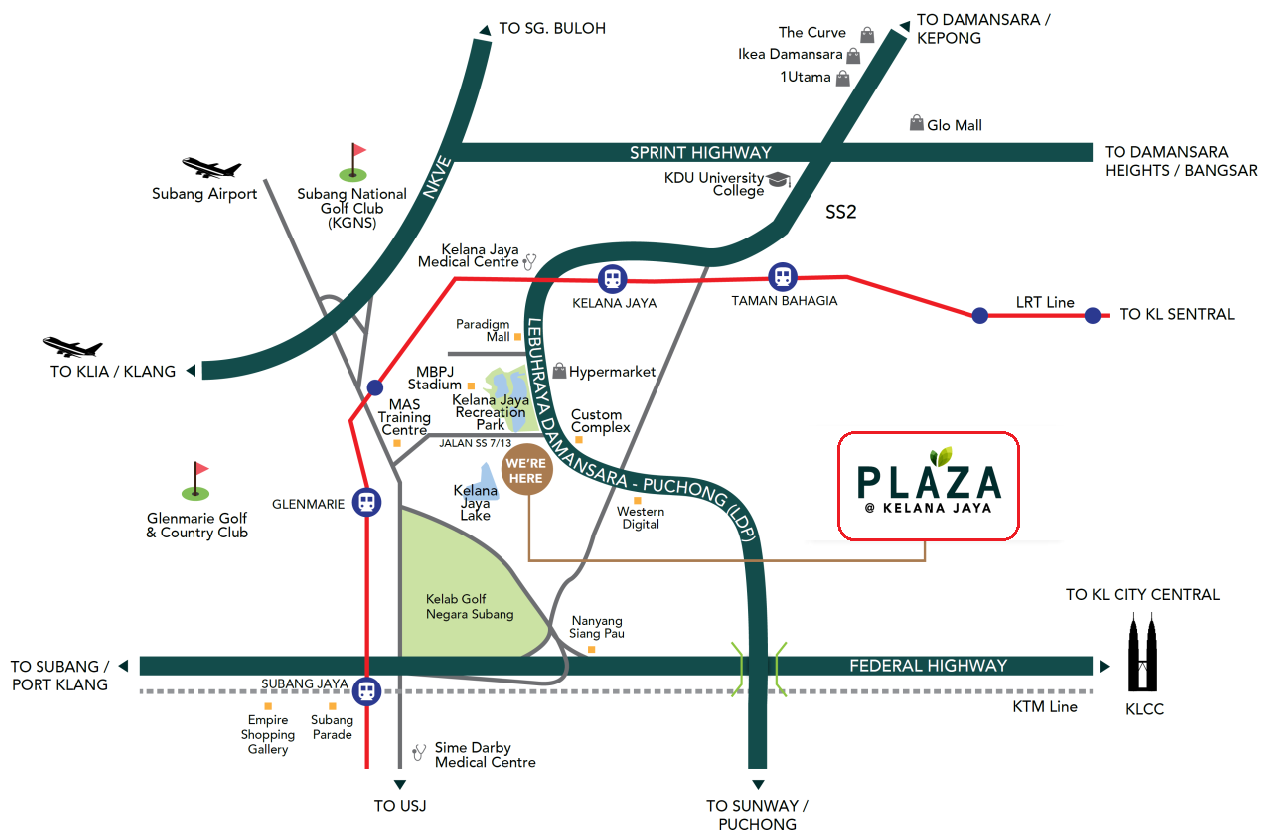 TO SG. BULOH
The Curve
Ikea Damansara
1Utama
TO DAMANSARA /
KEPONG
Glo Mall
SPRINT HIGHWAY
TO DAMANSARA
HEIGHTS / BANGSAR
NKVE
Subang Airport
Subang National
Golf Club
(KGNS)
KDU University
College
SS2
Kelana Jaya
Medical Centre
KELANA JAYA
TAMAN BAHAGIA
LRT Line
TO KL SENTRAL
Paradigm
Mall
LEBUHRAYA DAMANSARA - PUCHONG (LDP)
TO KLIA / KLANG
MBPJ
Stadium
Hypermarket
Kelana Jaya
Recreation
Park
MAS
Training
Centre
Custom
Complex
JALAN SS 7/13
WE'RE
HERE
PLAZA
@ KELANA JAYA
Kelana
Jaya
Lake
GLENMARIE
Western
Digital
Glenmarie Golf
& Country Club
Kelab Golf
Negara Subang
Nanyang
Siang Pau
TO KL CITY CENTRAL
TO SUBANG /
PORT KLANG
FEDERAL HIGHWAY
SUBANG JAYA
KTM Line
KLCC
Empire
Shopping
Gallery
Subang
Parade
Sime Darby
Medical Centre
TO USJ
TO SUNWAY /
PUCHONG